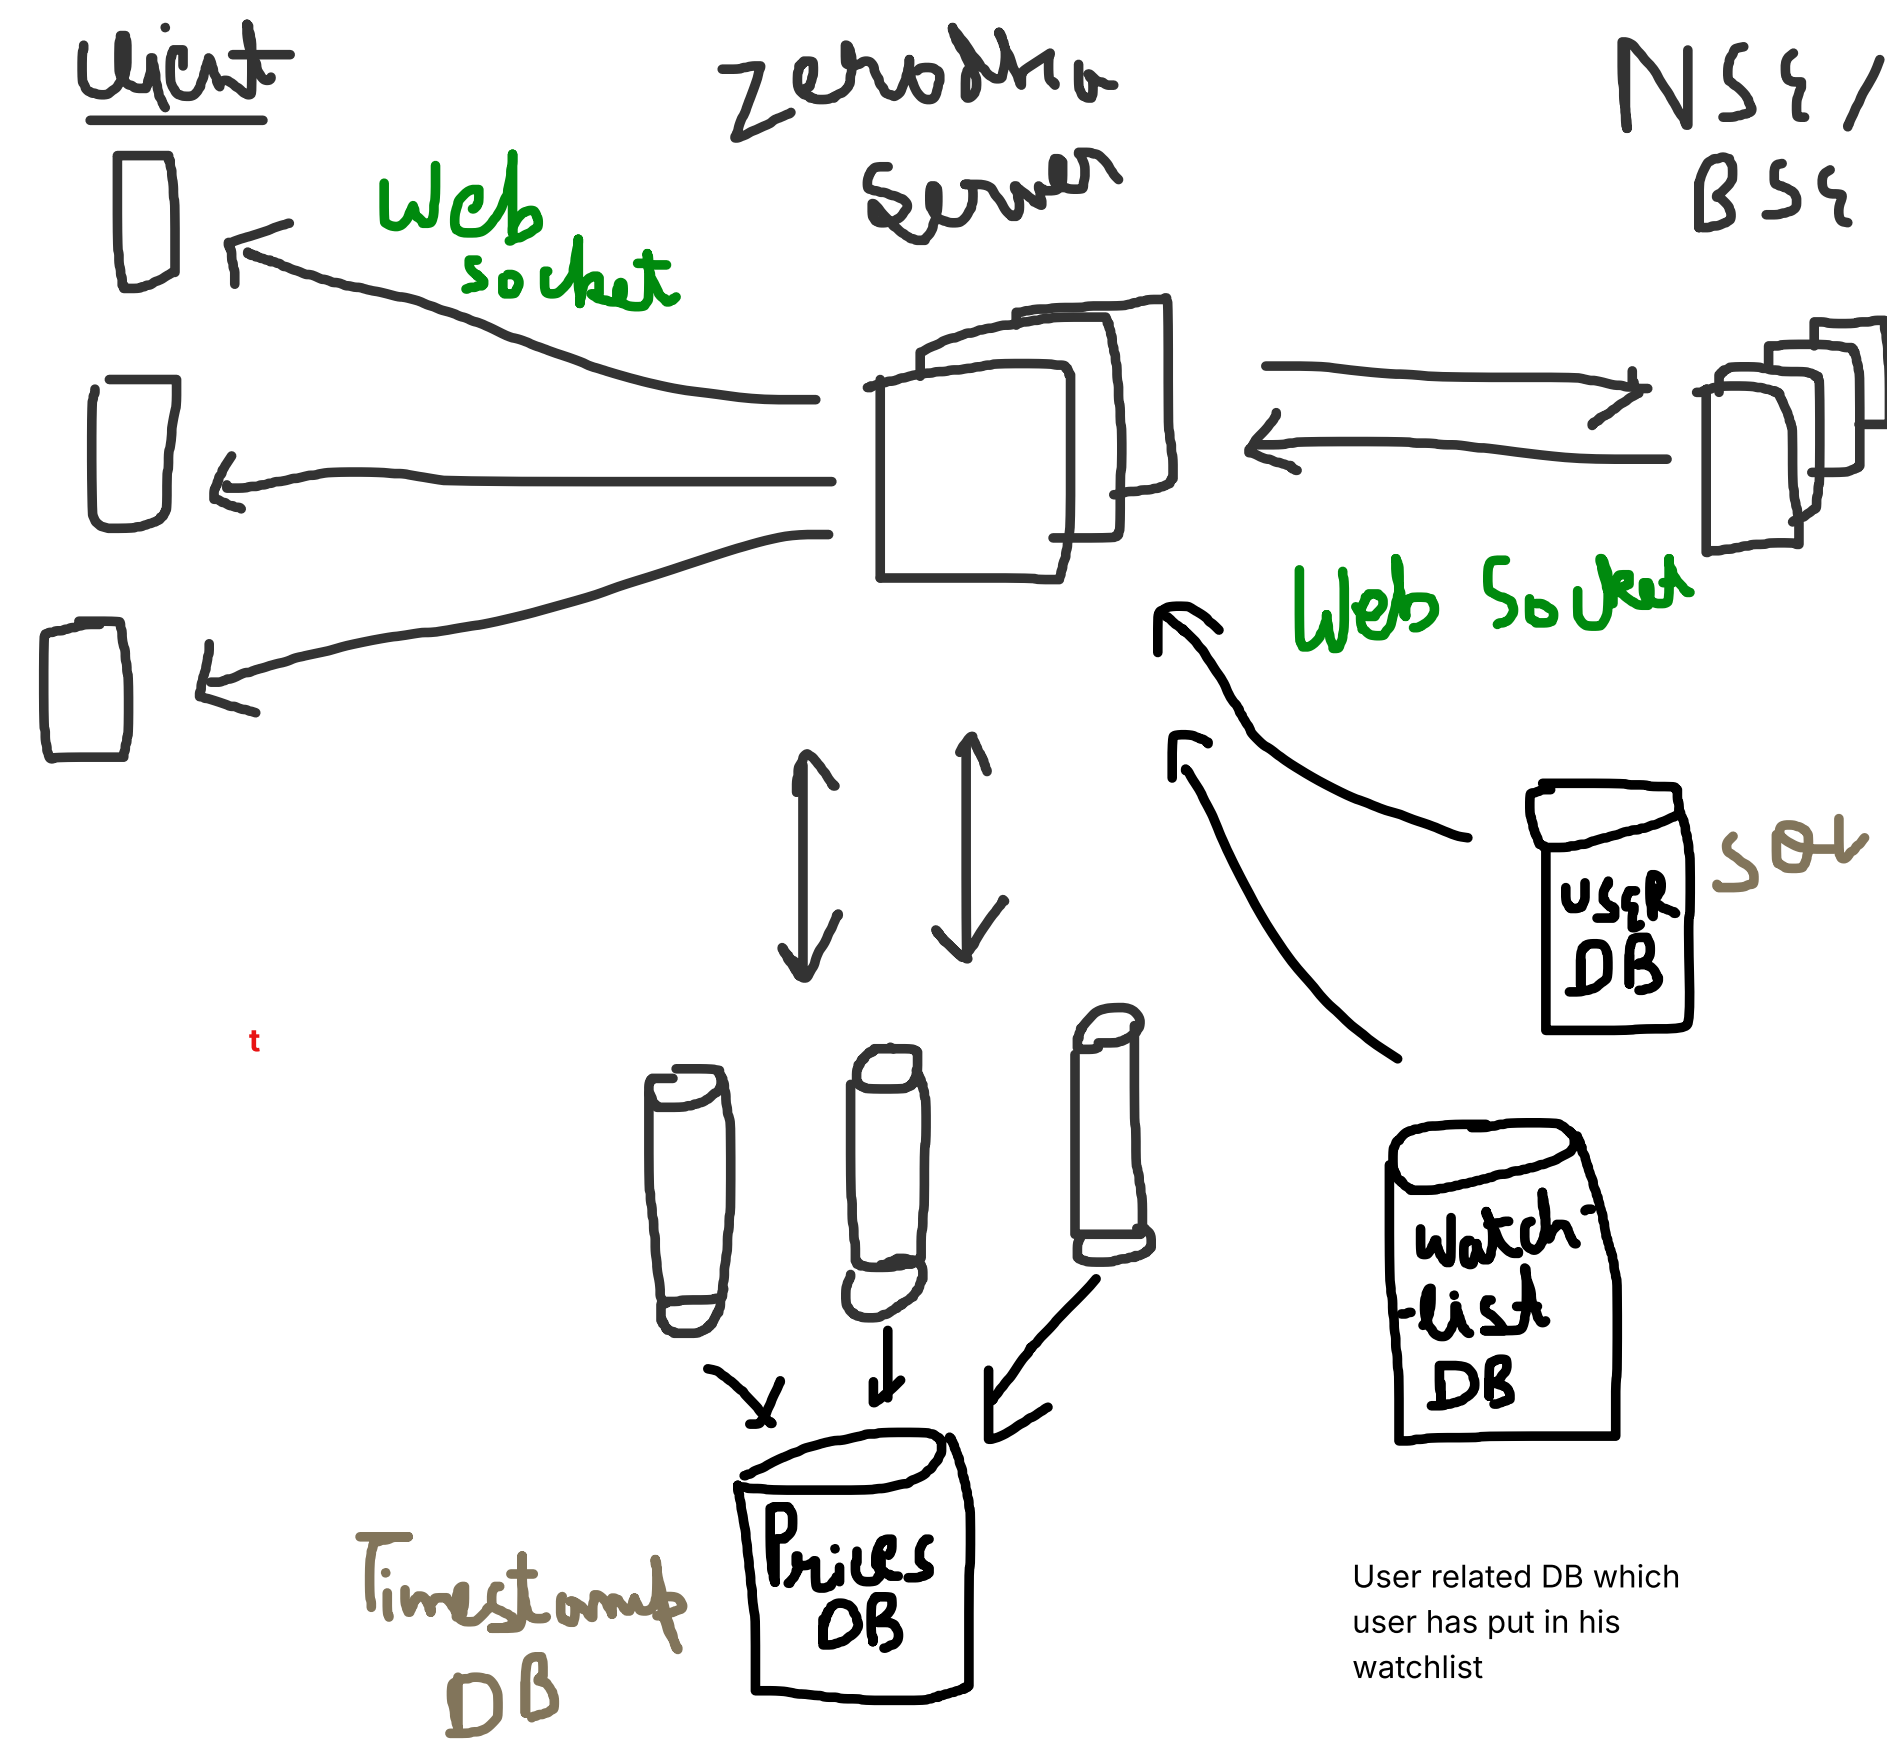 client
Zerodha
Server
NSE /
BSE
Web
socket
Web Socket
USER
DB
SQL
t
Watch
-list
DB
Prices
DB
Timestamp
DB
User related DB which
user has put in his
watchlist